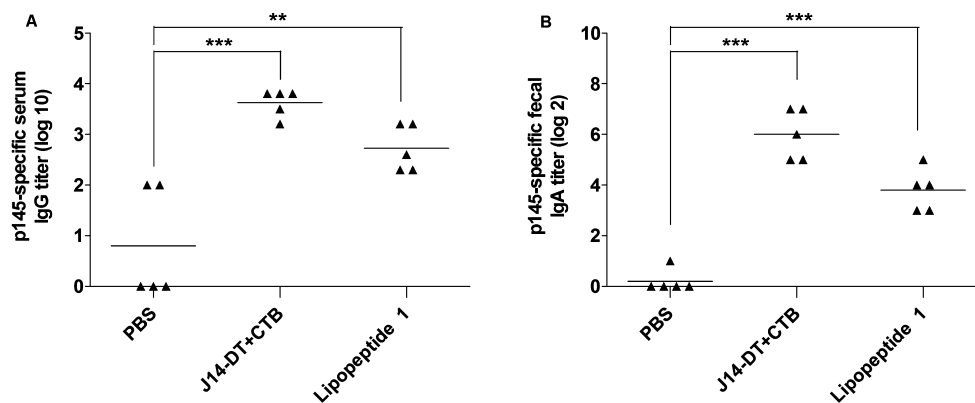 A
**
***
5
4
3
2
1
0
p145-specific serum
IgG titer (log 10)
PBS
J14-DT+CTB
Lipopeptide 1
B
***
***
10
8
6
4
2
0
p145-specific fecal
IgA titer (log 2)
PBS
J14-DT+CTB
Lipopeptide 1